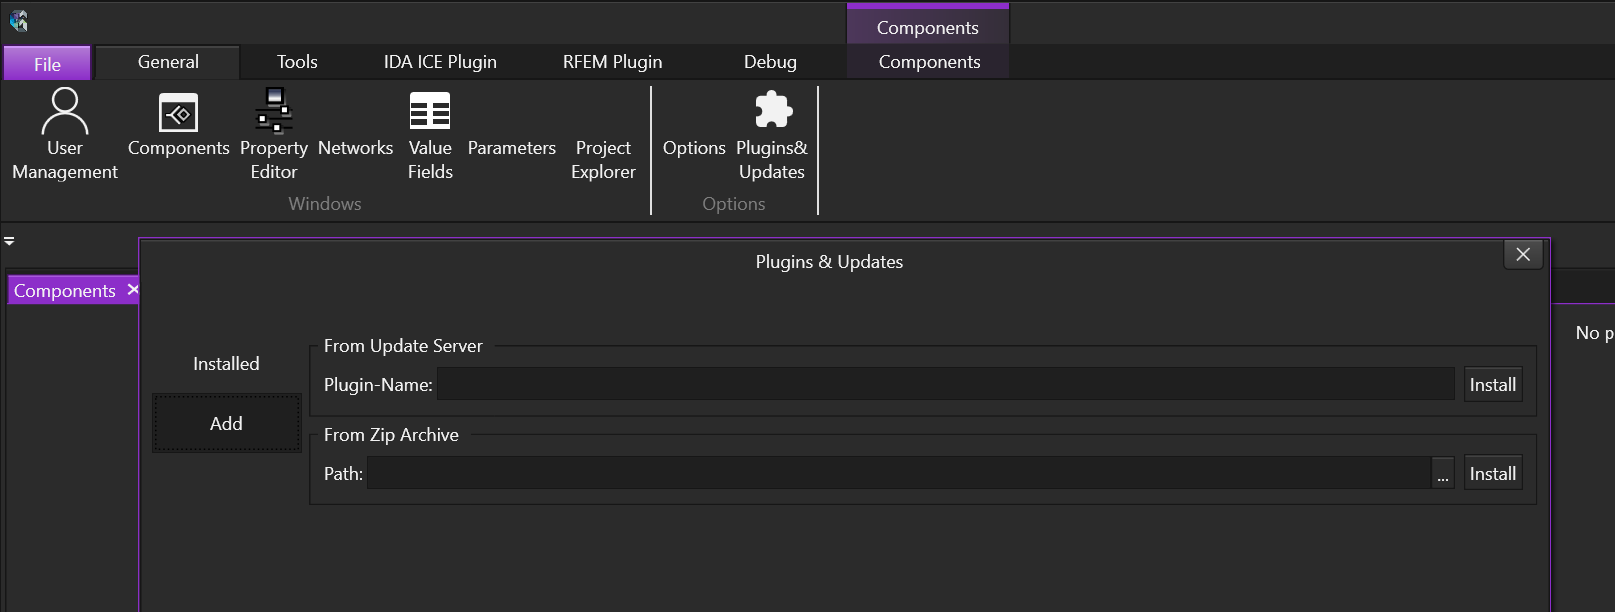 Components
File General Tools IDA ICE Plugin RFEM Plugin Debug Components
User Management Components Property Editor Networks Value Fields Parameters Project Explorer Options Plugins& Updates
Windows Options
Plugins & Updates
Components
No p
Installed
Add
From Update Server
Plugin-Name: Install
From Zip Archive
Path: ... Install